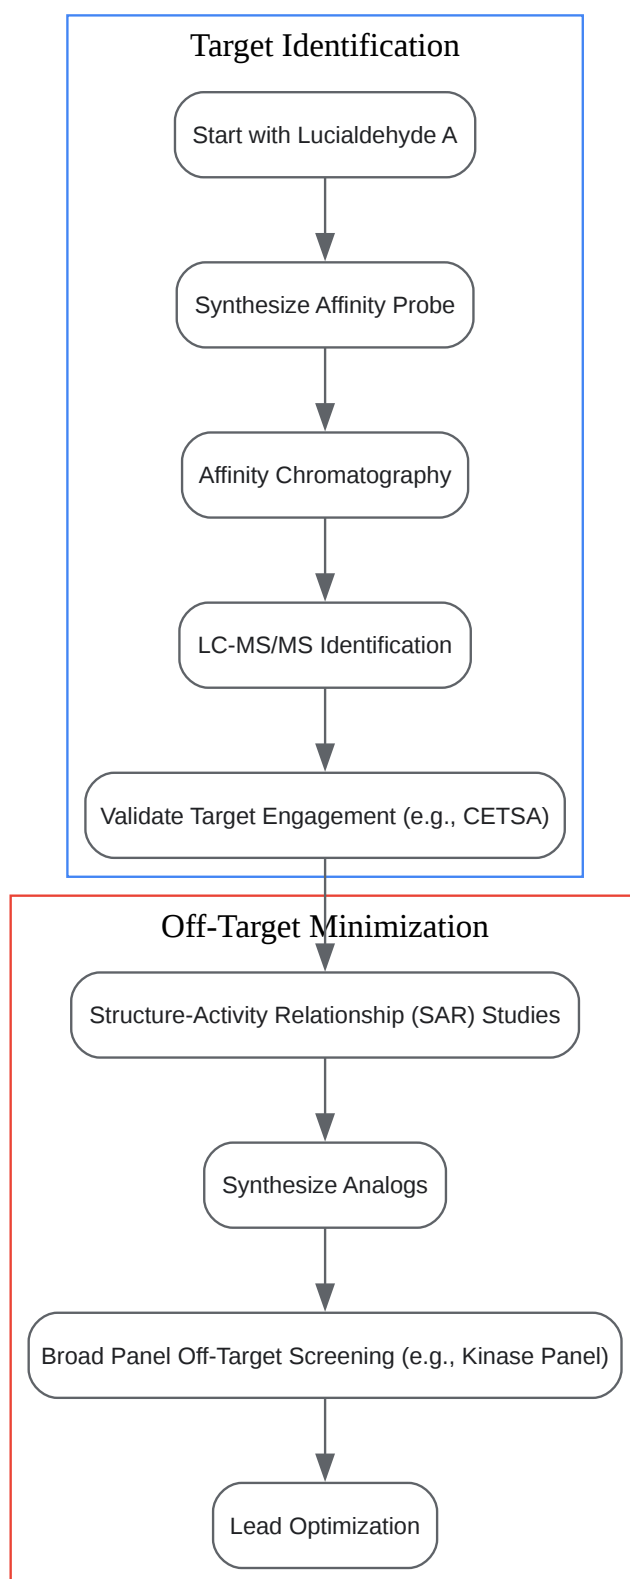 Target Identification
Start with Lucialdehyde A
Synthesize Affinity Probe
Affinity Chromatography
LC-MS/MS Identification
Validate Target Engagement (e.g., CETSA)
Off-Target Minimization
Structure-Activity Relationship (SAR) Studies
Synthesize Analogs
Broad Panel Off-Target Screening (e.g., Kinase Panel)
Lead Optimization